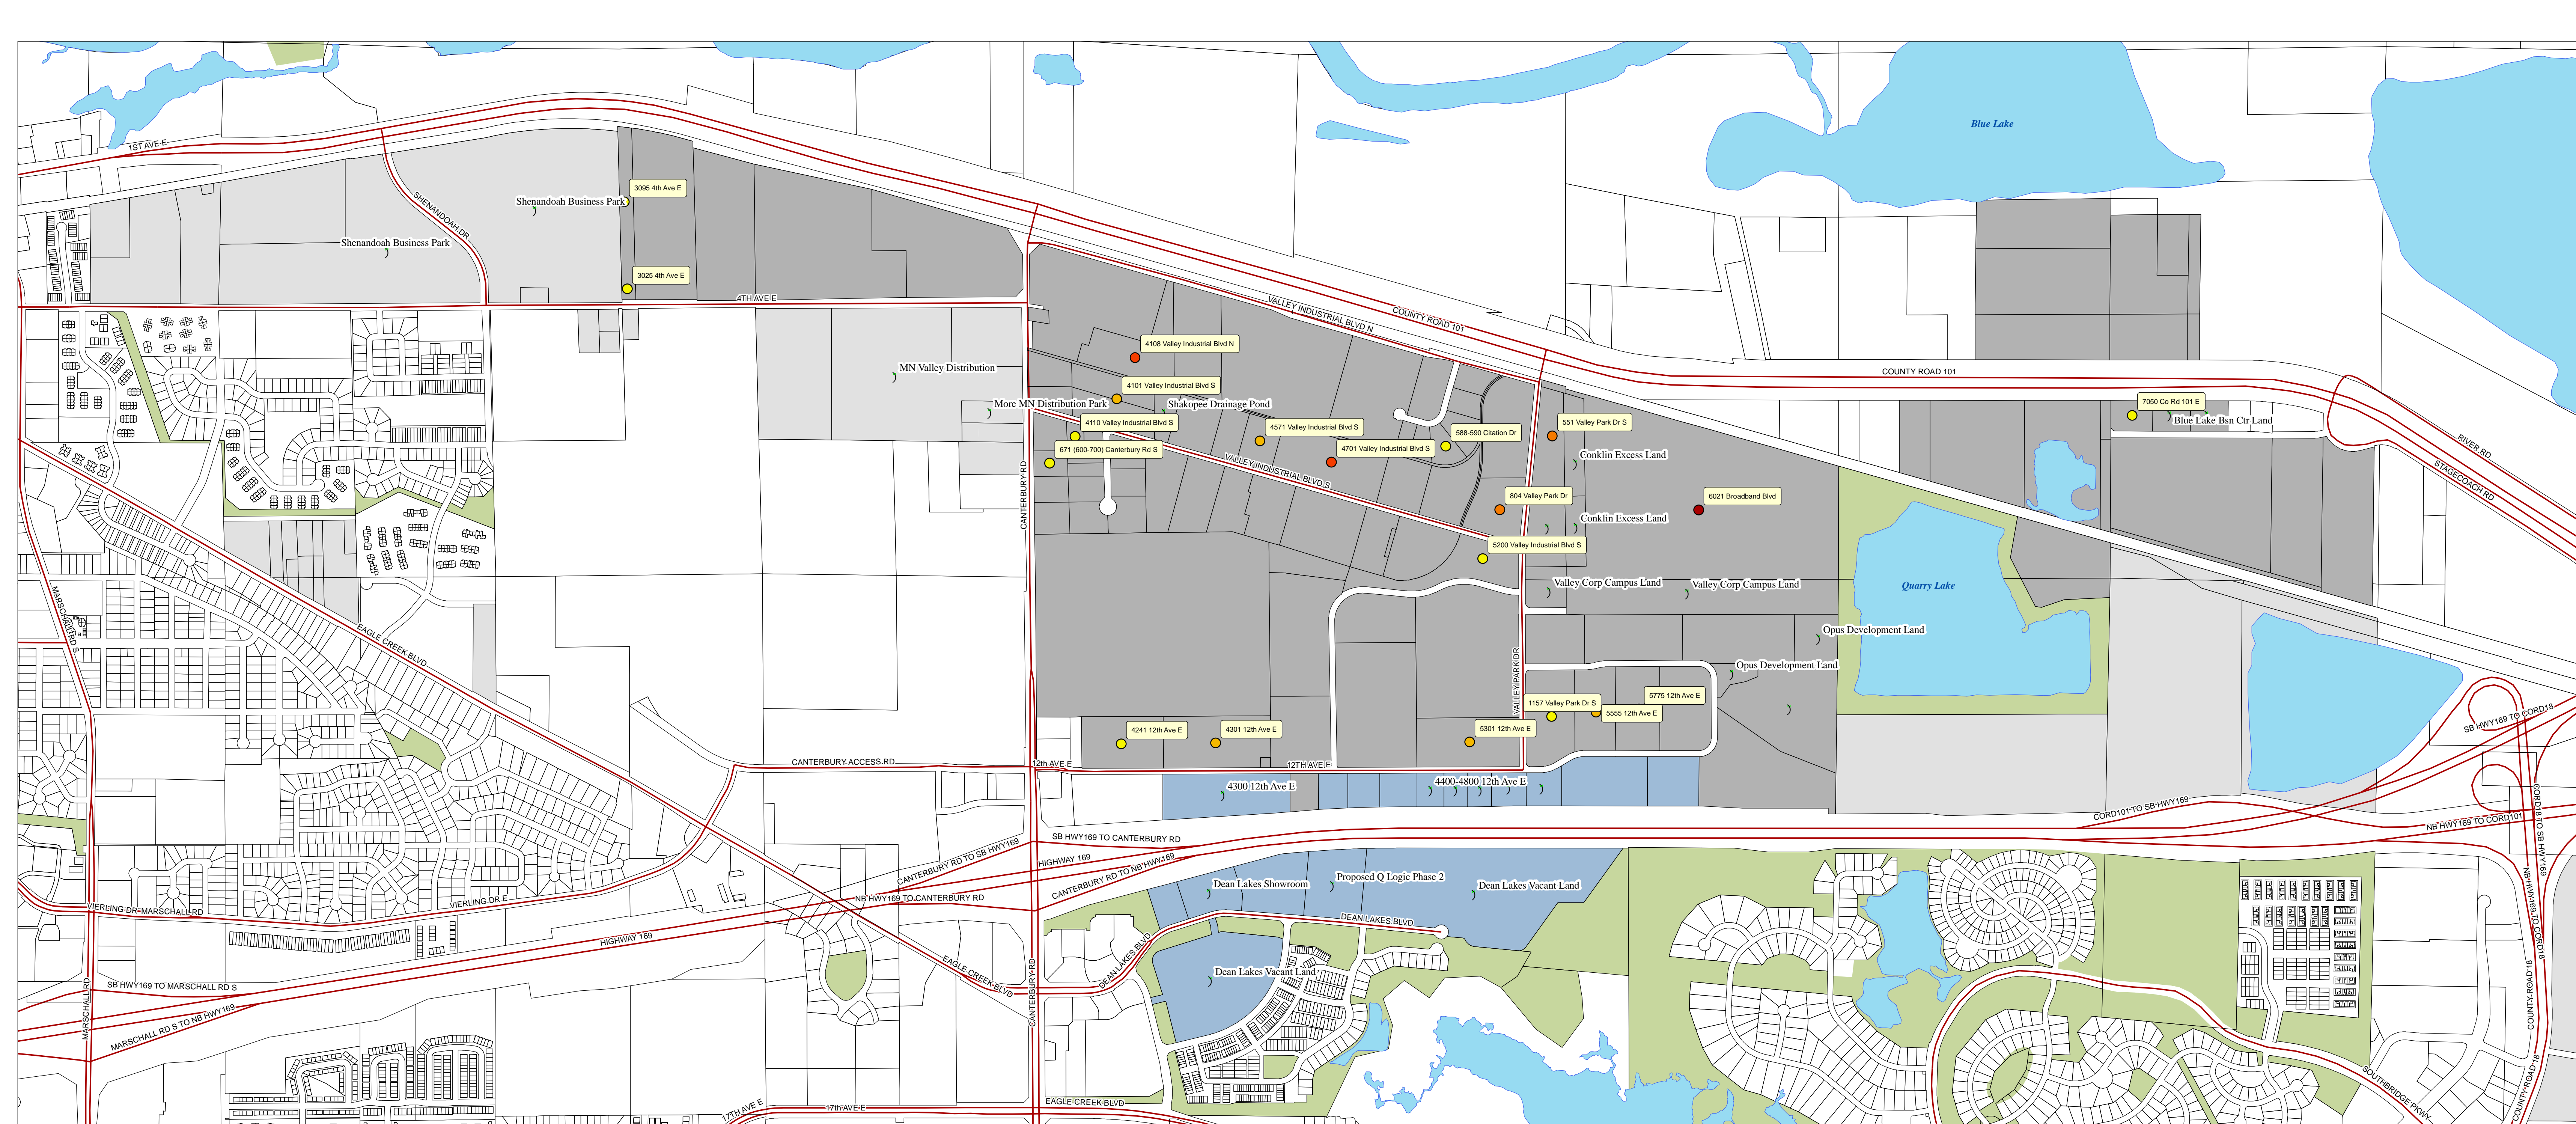 Blue Lake
1ST AVE E
3095 4th Ave E
Shenandoah Business Park
SHENANDOAH DR
Shenandoah Business Park
3025 4th Ave E
4TH AVE E
VALLEY INDUSTRIAL BLVD N
COUNTY ROAD 101
4108 Valley Industrial Blvd N
MN Valley Distribution
COUNTY ROAD 101
4101 Valley Industrial Blvd S
More MN Distribution Park
Shakopee Drainage Pond
7050 Co Rd 101 E
Blue Lake Bsn Ctr Land
4110 Valley Industrial Blvd S
4571 Valley Industrial Blvd S
588-590 Citation Dr
551 Valley Park Dr S
671 (600-700) Canterbury Rd S
4701 Valley Industrial Blvd S
Conklin Excess Land
RIVER RD
STAGECOACH RD
VALLEY INDUSTRIAL BLVD S
CANTERBURY RD
804 Valley Park Dr
6021 Broadband Blvd
Conklin Excess Land
5200 Valley Industrial Blvd S
Valley Corp Campus Land
Valley Corp Campus Land
Quarry Lake
MARSCHALL RD S
EAGLE CREEK BLVD
Opus Development Land
Opus Development Land
VALLEY PARK DR
5775 12th Ave E
1157 Valley Park Dr S
5555 12th Ave E
4241 12th Ave E
4301 12th Ave E
5301 12th Ave E
SB HWY169 TO CORD18
CANTERBURY ACCESS RD
12th AVE E
12TH AVE E
4300 12th Ave E
4400-4800 12th Ave E
CORD101 TO SB HWY169
NB HWY169 TO CORD101
CORD18 TO SB HWY169
SB HWY169 TO CANTERBURY RD
CANTERBURY RD TO SB HWY169
HIGHWAY 169
CANTERBURY RD TO NB HWY169
NB HWY169 TO CANTERBURY RD
NB HWY169 TO CORD18
Dean Lakes Showroom
Proposed Q Logic Phase 2
Dean Lakes Vacant Land
VIERLING DR-MARSCHALL RD
VIERLING DR E
DEAN LAKES BLVD
HIGHWAY 169
DEAN LAKES BLVD
EAGLE CREEK BLVD
Dean Lakes Vacant Land
CANTERBURY RD
MARSCHALL RD
SB HWY169 TO MARSCHALL RD S
MARSCHALL RD S TO NB HWY169
COUNTY ROAD 18
COUNTY ROAD 18
SOUTHBRIDGE PKWY
17TH AVE E
17th AVE E
EAGLE CREEK BLVD